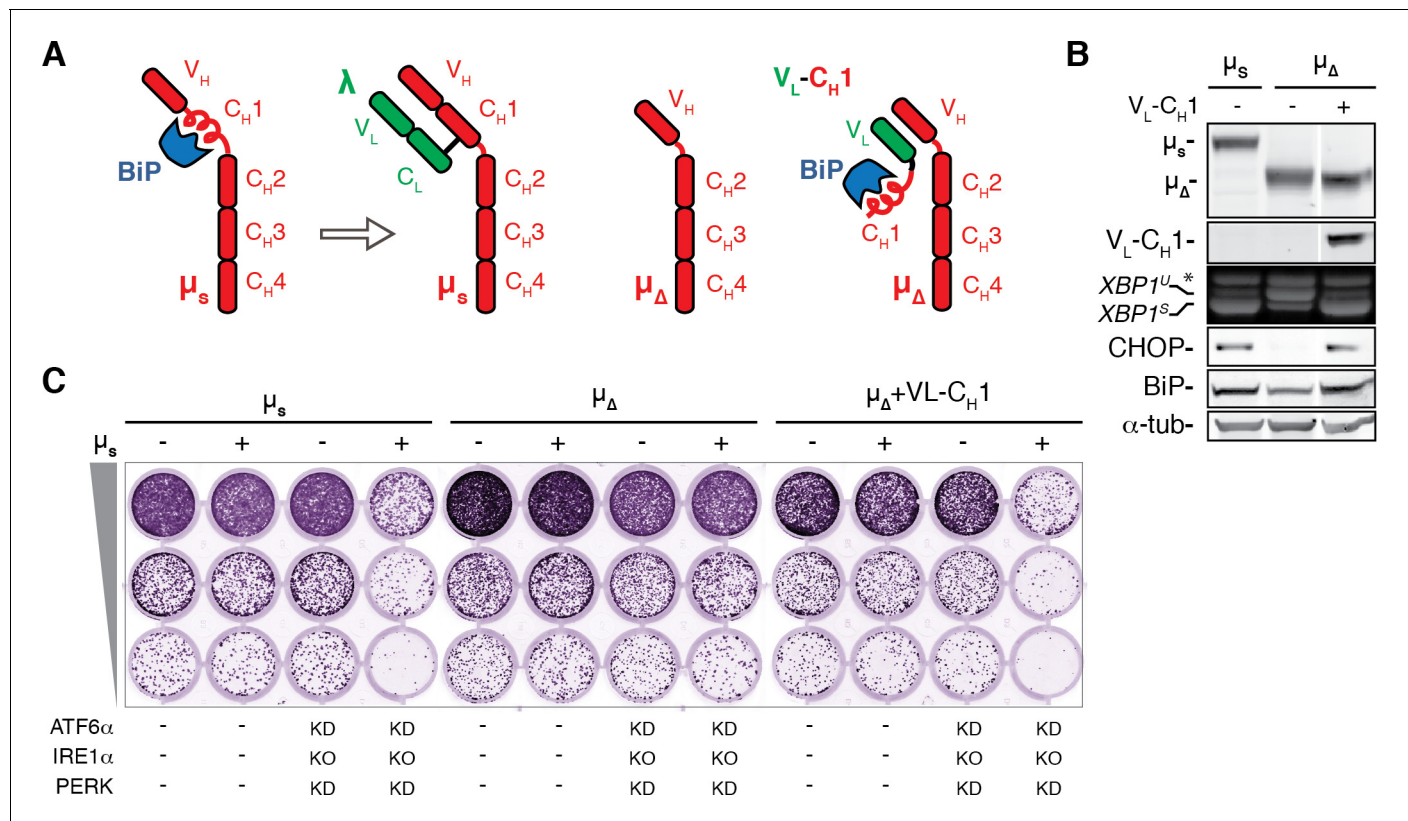 A
V_H
C_H1
BiP
C_H2
C_H3
C_H4
μ_s
λ
V_L
C_L
V_H
C_H1
C_H2
C_H3
C_H4
μ_s
V_H
C_H2
C_H3
C_H4
μ_Δ
V_L-C_H1
V_H
V_L
BiP
C_H1
C_H2
C_H3
C_H4
μ_Δ
B
μ_s μ_Δ
V_L-C_H1 - - +
μ_s-
μ_Δ-
V_L-C_H1-
XBP1^U *
XBP1^S
CHOP-
BiP-
α-tub-
C
μ_s μ_Δ μ_Δ+VL-C_H1
μ_s - + - + - + - + - + - +
ATF6α - - KD KD - - KD KD - - KD KD
IRE1α - - KO KO - - KO KO - - KO KO
PERK - - KD KD - - KD KD - - KD KD